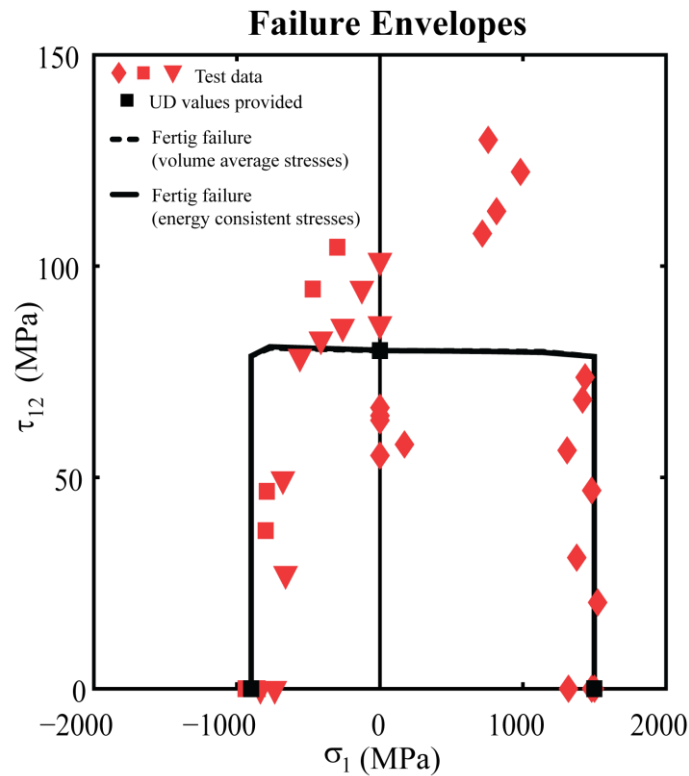 Failure Envelopes
150
Test data
UD values provided
Fertig failure
(volume average stresses)
Fertig failure
(energy consistent stresses)
100
τ12 (MPa)
50
0
−2000
−1000
0
1000
2000
σ1 (MPa)